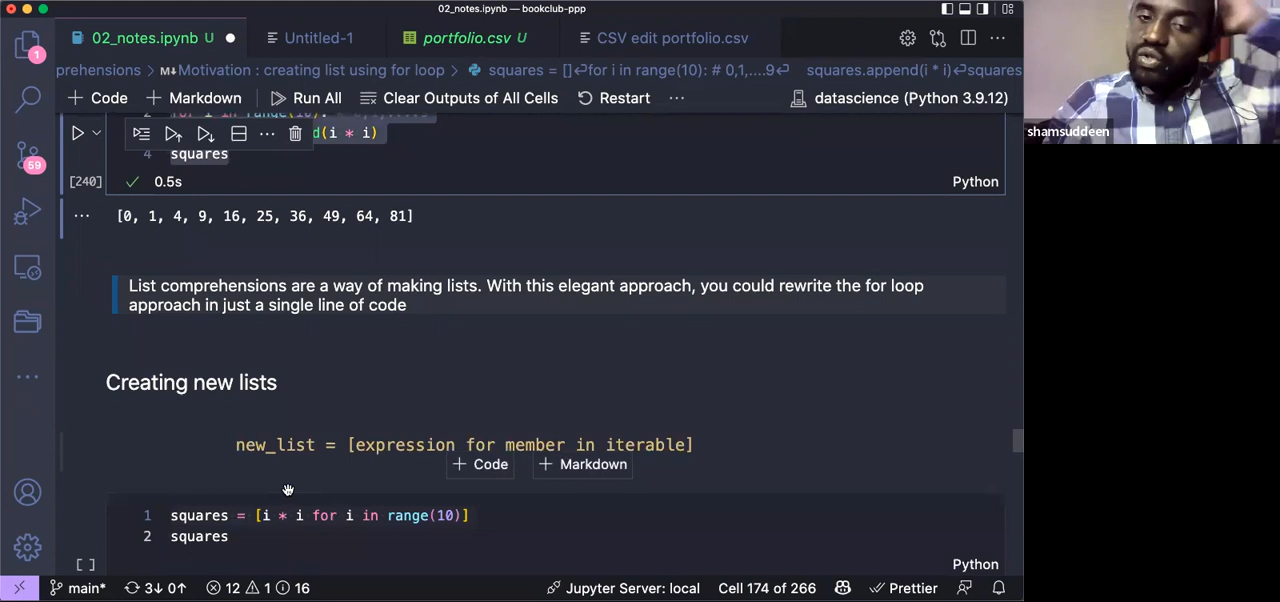 02_notes.ipynb — bookclub-ppp
02_notes.ipynb U
Untitled-1
portfolio.csv U
CSV edit portfolio.csv
prehensions > M↓Motivation : creating list using for loop > squares = []↩for i in range(10): # 0,1,....9↩ squares.append(i * i)↩squares
+ Code + Markdown Run All Clear Outputs of All Cells Restart ... datascience (Python 3.9.12)
d(i * i)
4 squares
[240] 0.5s Python
[0, 1, 4, 9, 16, 25, 36, 49, 64, 81]
List comprehensions are a way of making lists. With this elegant approach, you could rewrite the for loop
approach in just a single line of code
Creating new lists
new_list = [expression for member in iterable]
+ Code + Markdown
1 squares = [i * i for i in range(10)]
2 squares
[ ] Python
main* 3↓ 0↑ 12 1 16 Jupyter Server: local Cell 174 of 266 Prettier
1
59
shamsuddeen